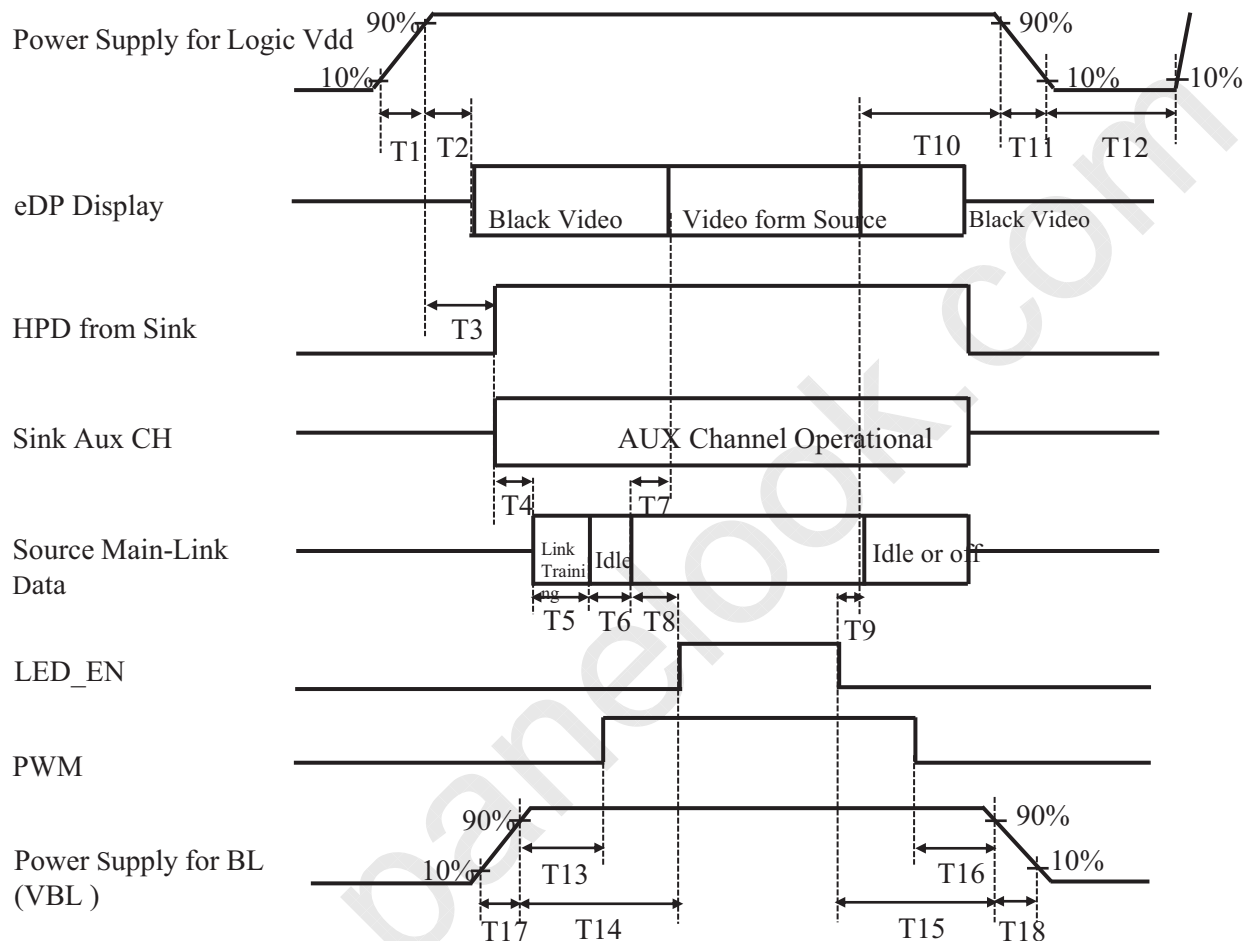 Power Supply for Logic Vdd
90%
10%
90%
10%
10%
T1
T2
T10
T11
T12
eDP Display
Black Video
Video form Source
Black Video
HPD from Sink
T3
Sink Aux CH
AUX Channel Operational
T4
T7
Source Main-Link
Data
Link
Traini
ng
Idle
Idle or off
T5
T6
T8
T9
LED_EN
PWM
Power Supply for BL
(VBL )
90%
10%
90%
10%
T13
T16
T17
T14
T15
T18
panelook.com